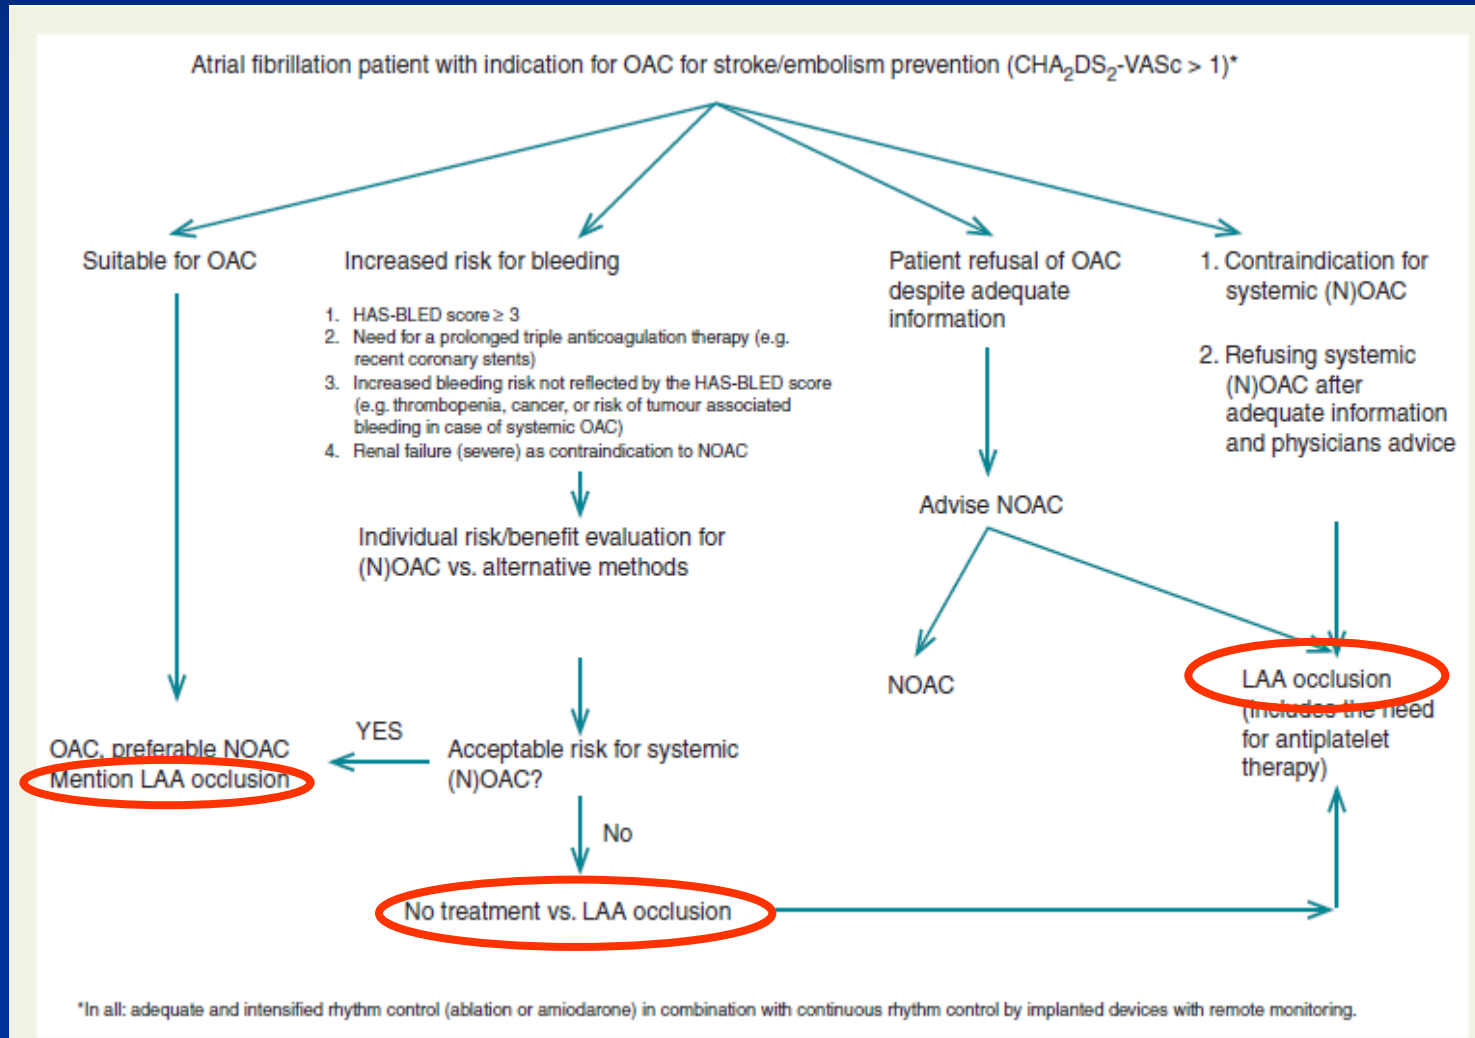 Atrial fibrillation patient with indication for OAC for stroke/embolism prevention (CHA₂DS₂-VASc > 1)*
Suitable for OAC
Increased risk for bleeding
1. HAS-BLED score ≥ 3
2. Need for a prolonged triple anticoagulation therapy (e.g.
recent coronary stents)
3. Increased bleeding risk not reflected by the HAS-BLED score
(e.g. thrombopenia, cancer, or risk of tumour associated
bleeding in case of systemic OAC)
4. Renal failure (severe) as contraindication to NOAC
Patient refusal of OAC
despite adequate
information
1. Contraindication for
systemic (N)OAC
2. Refusing systemic
(N)OAC after
adequate information
and physicians advice
Advise NOAC
Individual risk/benefit evaluation for
(N)OAC vs. alternative methods
NOAC
LAA occlusion
(includes the need
for antiplatelet
therapy)
OAC, preferable NOAC
Mention LAA occlusion
YES
Acceptable risk for systemic
(N)OAC?
No
No treatment vs. LAA occlusion
*In all: adequate and intensified rhythm control (ablation or amiodarone) in combination with continuous rhythm control by implanted devices with remote monitoring.